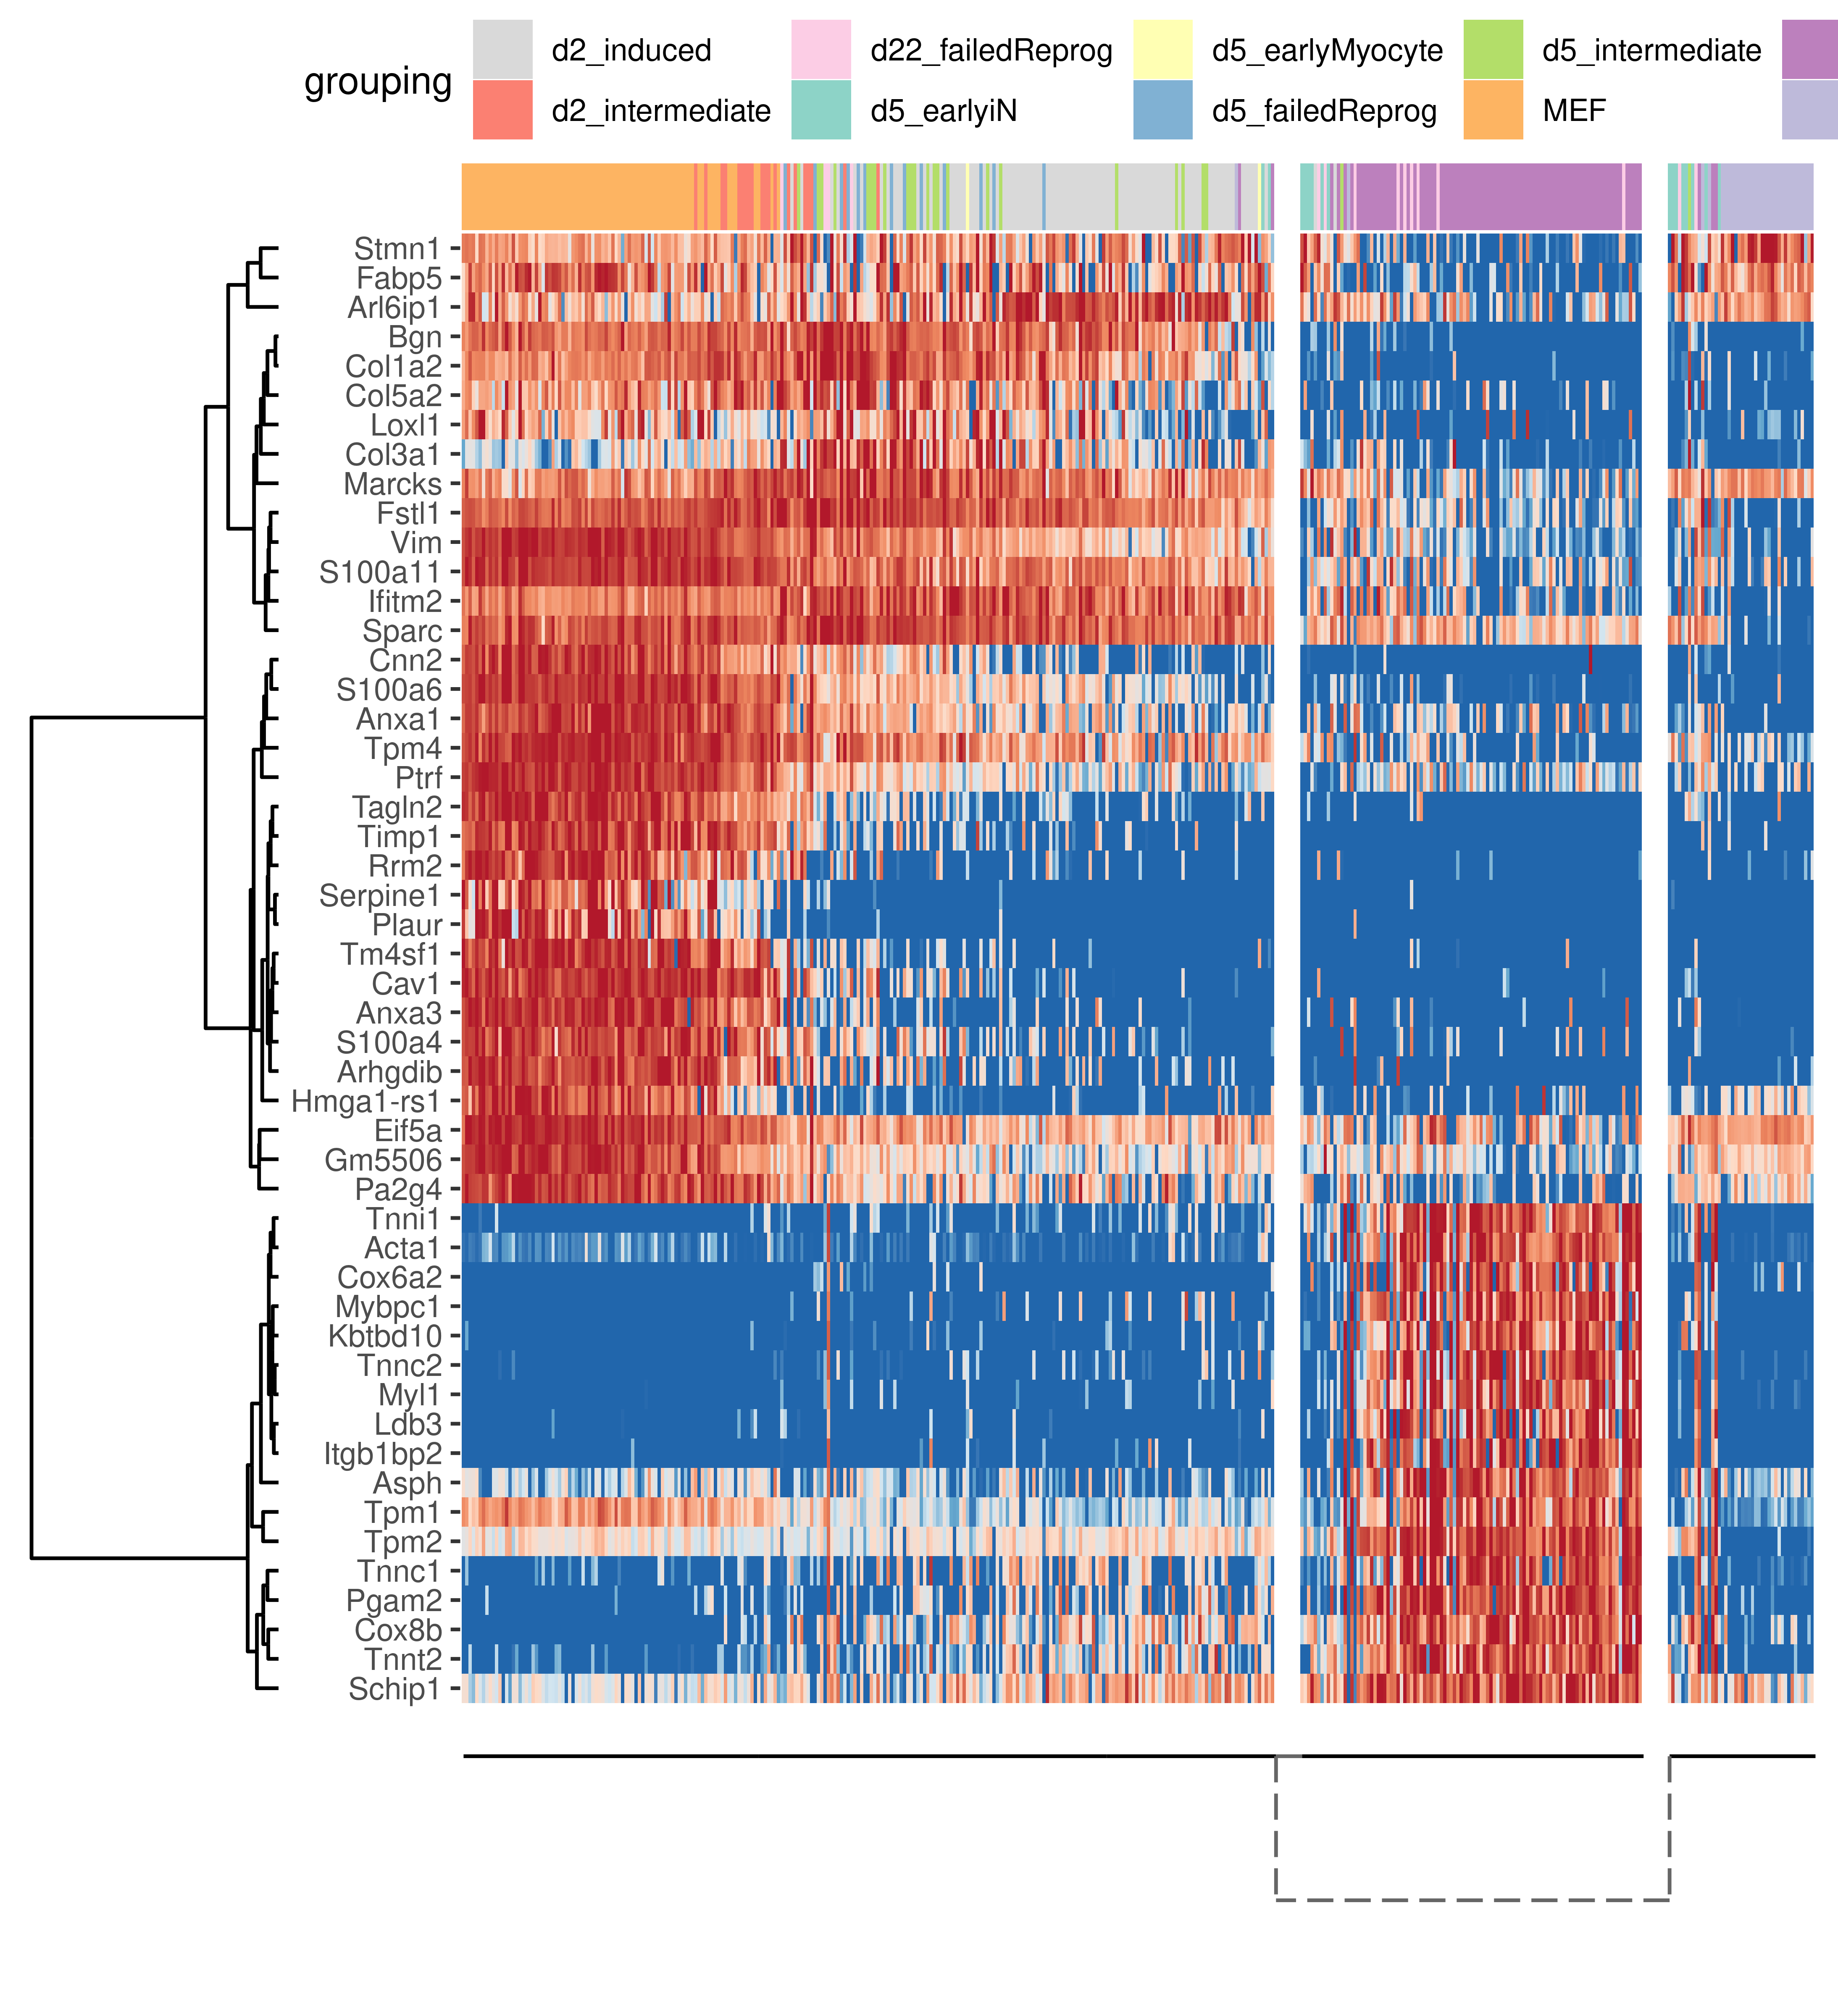 grouping
d2_induced
d22_failedReprog
d5_earlyMyocyte
d5_intermediate
d2_intermediate
d5_earlyiN
d5_failedReprog
MEF
Stmn1
Fabp5
Arl6ip1
Bgn
Col1a2
Col5a2
Loxl1
Col3a1
Marcks
Fstl1
Vim
S100a11
Ifitm2
Sparc
Cnn2
S100a6
Anxa1
Tpm4
Ptrf
Tagln2
Timp1
Rrm2
Serpine1
Plaur
Tm4sf1
Cav1
Anxa3
S100a4
Arhgdib
Hmga1-rs1
Eif5a
Gm5506
Pa2g4
Tnni1
Acta1
Cox6a2
Mybpc1
Kbtbd10
Tnnc2
Myl1
Ldb3
Itgb1bp2
Asph
Tpm1
Tpm2
Tnnc1
Pgam2
Cox8b
Tnnt2
Schip1